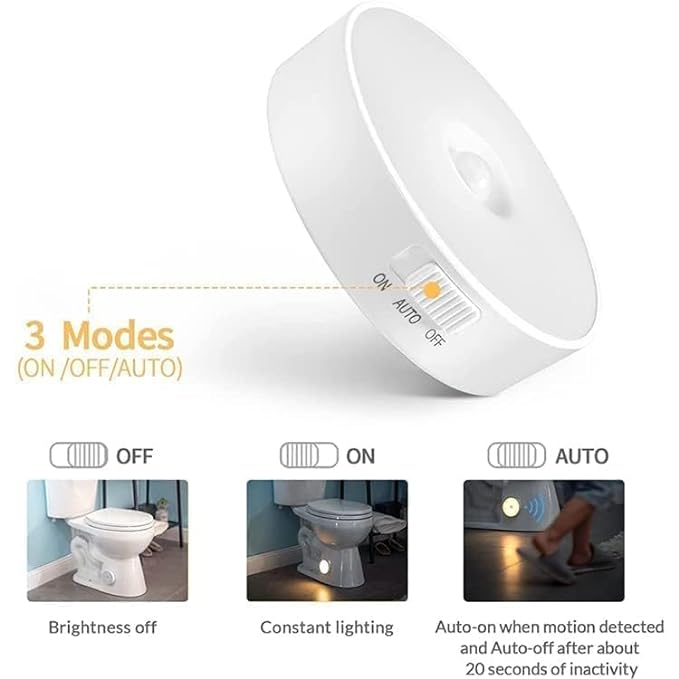 ON
AUTO
OFF
3 Modes
(ON /OFF/AUTO)
OFF
ON
AUTO
Brightness off
Constant lighting
Auto-on when motion detected
and Auto-off after about
20 seconds of inactivity